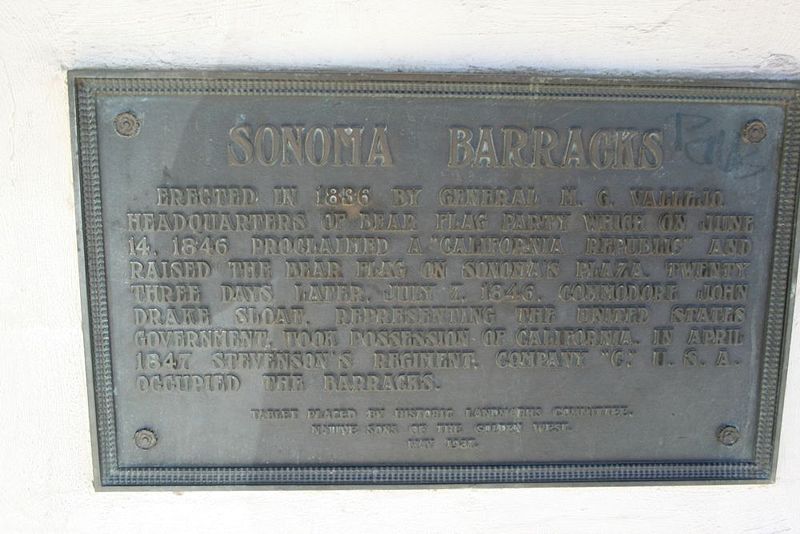 SONOMA BARRACKS
ERECTED IN 1836 BY GENERAL M. G. VALLEJO.
HEADQUARTERS OF BEAR FLAG PARTY WHICH ON JUNE
14, 1846 PROCLAIMED A "CALIFORNIA REPUBLIC" AND
RAISED THE BEAR FLAG ON SONOMA'S PLAZA. TWENTY
THREE DAYS LATER, JULY 7, 1846, COMMODORE JOHN
DRAKE SLOAT, REPRESENTING THE UNITED STATES
GOVERNMENT, TOOK POSSESSION OF CALIFORNIA. IN APRIL
1847 STEVENSON'S REGIMENT, COMPANY "C," U. S. A.
OCCUPIED THE BARRACKS.
TABLET PLACED BY HISTORIC LANDMARKS COMMITTEE,
NATIVE SONS OF THE GOLDEN WEST.
MAY 1937.